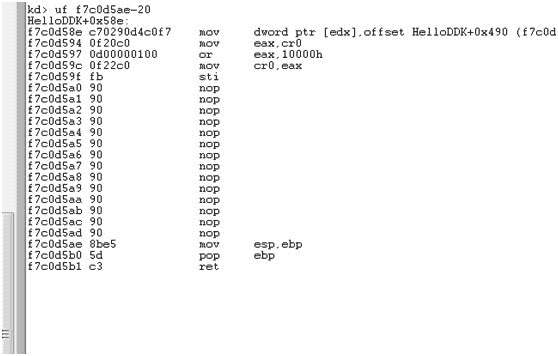 kd> uf f7c0d5ae-20
HelloDDK+0x58e:
f7c0d58e c70290d4c0f7 mov dword ptr [edx],offset HelloDDK+0x490 (f7c0d
f7c0d594 0f20c0 mov eax,cr0
f7c0d597 0d00000100 or eax,10000h
f7c0d59c 0f22c0 mov cr0,eax
f7c0d59f fb sti
f7c0d5a0 90 nop
f7c0d5a1 90 nop
f7c0d5a2 90 nop
f7c0d5a3 90 nop
f7c0d5a4 90 nop
f7c0d5a5 90 nop
f7c0d5a6 90 nop
f7c0d5a7 90 nop
f7c0d5a8 90 nop
f7c0d5a9 90 nop
f7c0d5aa 90 nop
f7c0d5ab 90 nop
f7c0d5ac 90 nop
f7c0d5ad 90 nop
f7c0d5ae 8be5 mov esp,ebp
f7c0d5b0 5d pop ebp
f7c0d5b1 c3 ret